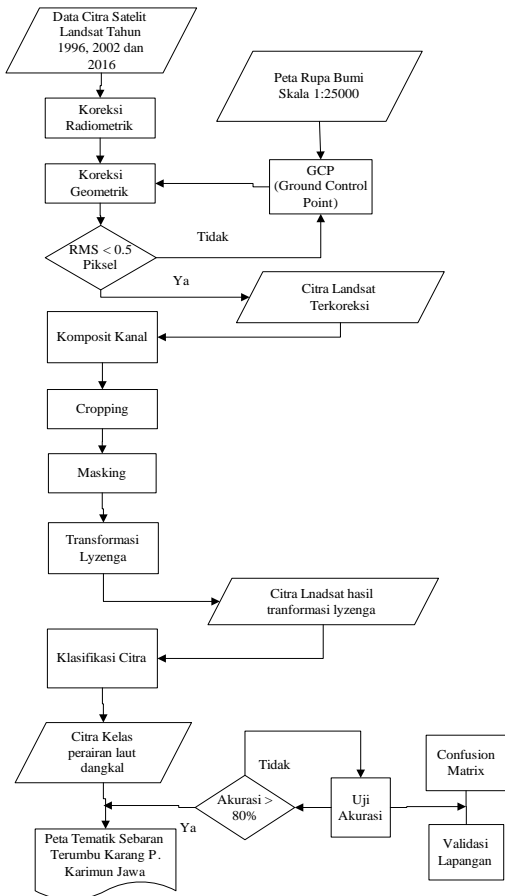 Data Citra Satelit
Landsat Tahun
1996, 2002 dan
2016
Peta Rupa Bumi
Skala 1:25000
Koreksi
Radiometrik
Koreksi
Geometrik
GCP
(Ground Control
Point)
RMS < 0.5
Piksel
Tidak
Ya
Citra Landsat
Terkoreksi
Komposit Kanal
Cropping
Masking
Transformasi
Lyzenga
Citra Lnadsat hasil
tranformasi lyzenga
Klasifikasi Citra
Citra Kelas
perairan laut
dangkal
Tidak
Akurasi >
80%
Ya
Uji
Akurasi
Confusion
Matrix
Validasi
Lapangan
Peta Tematik Sebaran
Terumbu Karang P.
Karimun Jawa